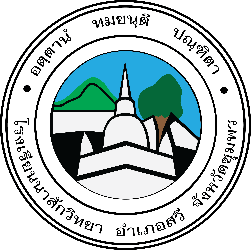 อตฺตานํ ทมยนฺติ ปณฺฑิตา
โรงเรียนนาสักวิทยา อำเภอสวี จังหวัดชุมพร